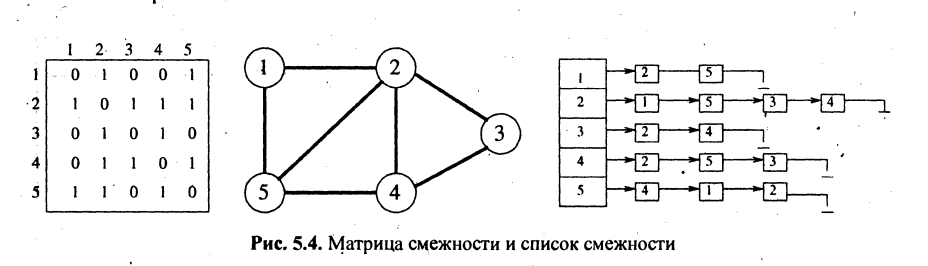 1 2 3 4 5
1 0 1 0 0 1
2 1 0 1 1 1
3 0 1 0 1 0
4 0 1 1 0 1
5 1 1 0 1 0
1 2
3
5 4
1 2 5
2 1 5 3 4
3 2 4
4 2 5 3
5 4 1 2
Рис. 5.4. Матрица смежности и список смежности